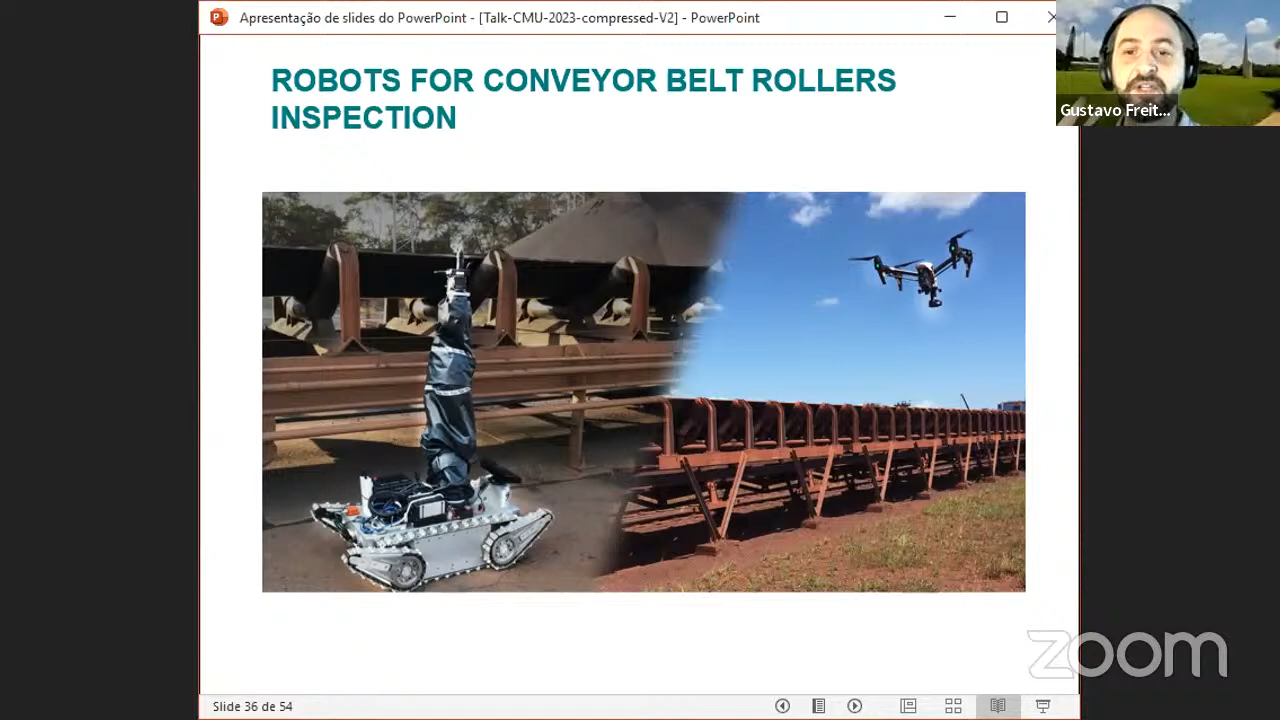 Apresentação de slides do PowerPoint - [Talk-CMU-2023-compressed-V2] - PowerPoint
Gustavo Freit...
ROBOTS FOR CONVEYOR BELT ROLLERS
INSPECTION
zoom
Slide 36 de 54